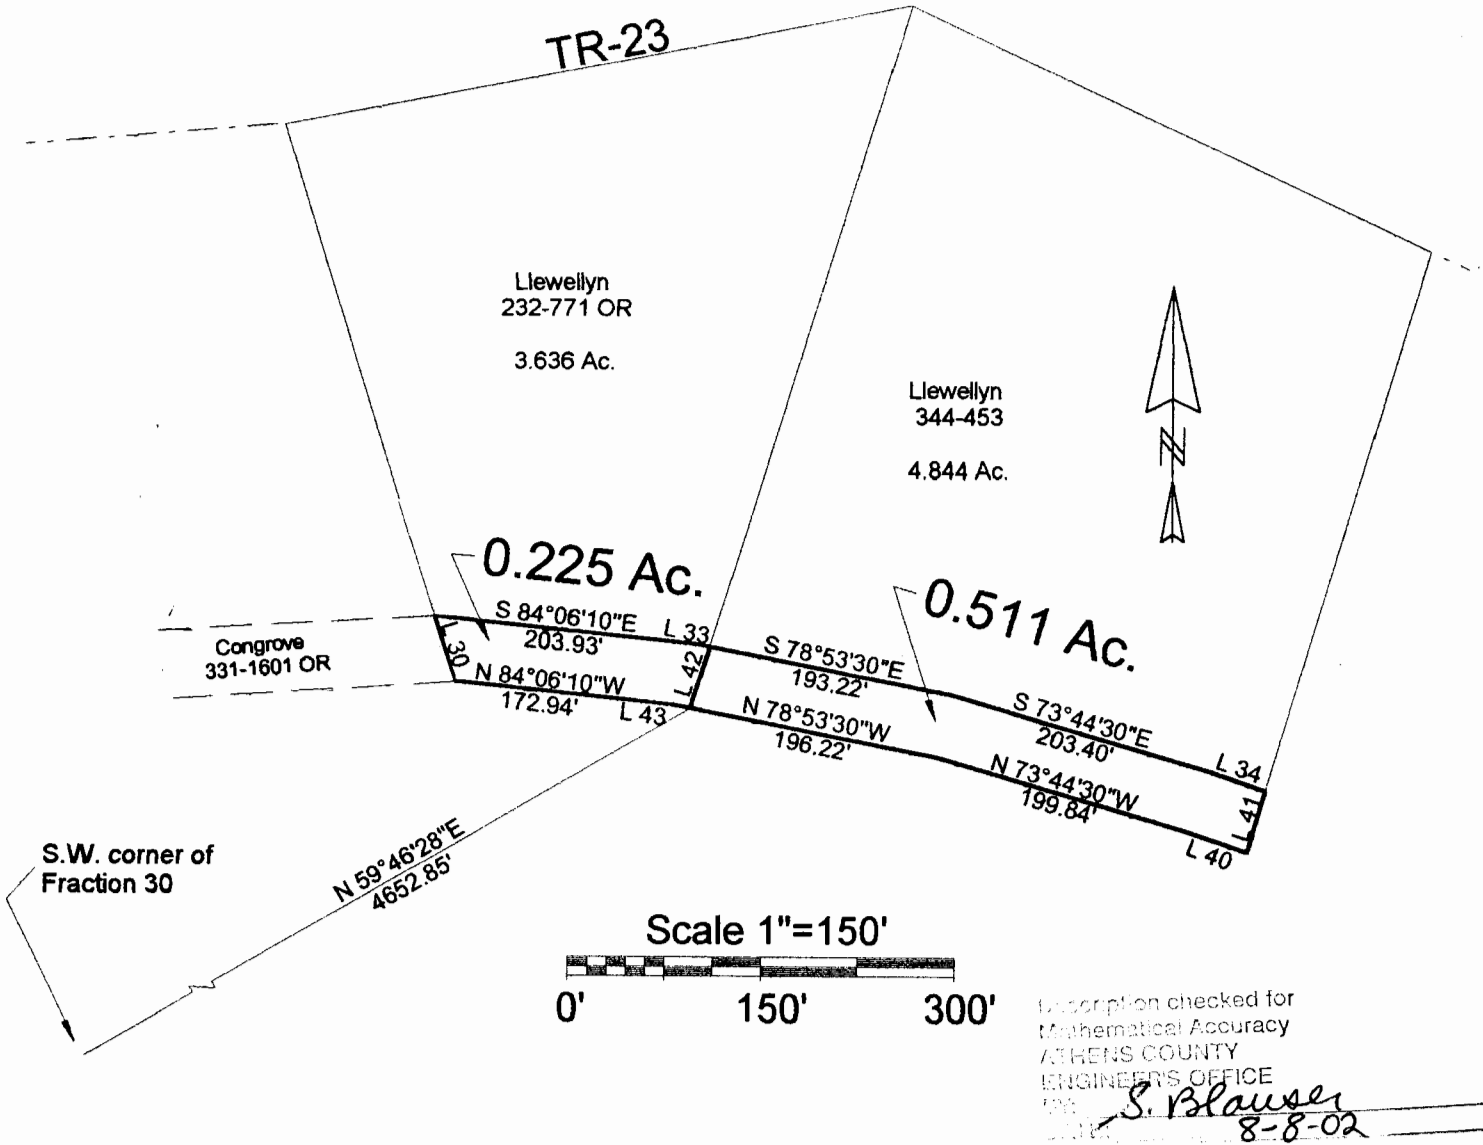 TR-23
Llewellyn
232-771 OR
3.636 Ac.
Llewellyn
344-453
4.844 Ac.
N
0.225 Ac.
0.511 Ac.
S 84°06'10"E
203.93'
L 33
L 30
L 42
N 84°06'10"W
172.94'
L 43
Congrove
331-1601 OR
S 78°53'30"E
193.22'
N 78°53'30"W
196.22'
S 73°44'30"E
203.40'
L 34
N 73°44'30"W
199.84'
L 41
L 40
S.W. corner of
Fraction 30
N 59°46'28"E
4652.85'
Scale 1"=150'
0' 150' 300'
Description checked for
Mathematical Accuracy
ATHENS COUNTY
ENGINEER'S OFFICE
S. Blauser
8-8-02